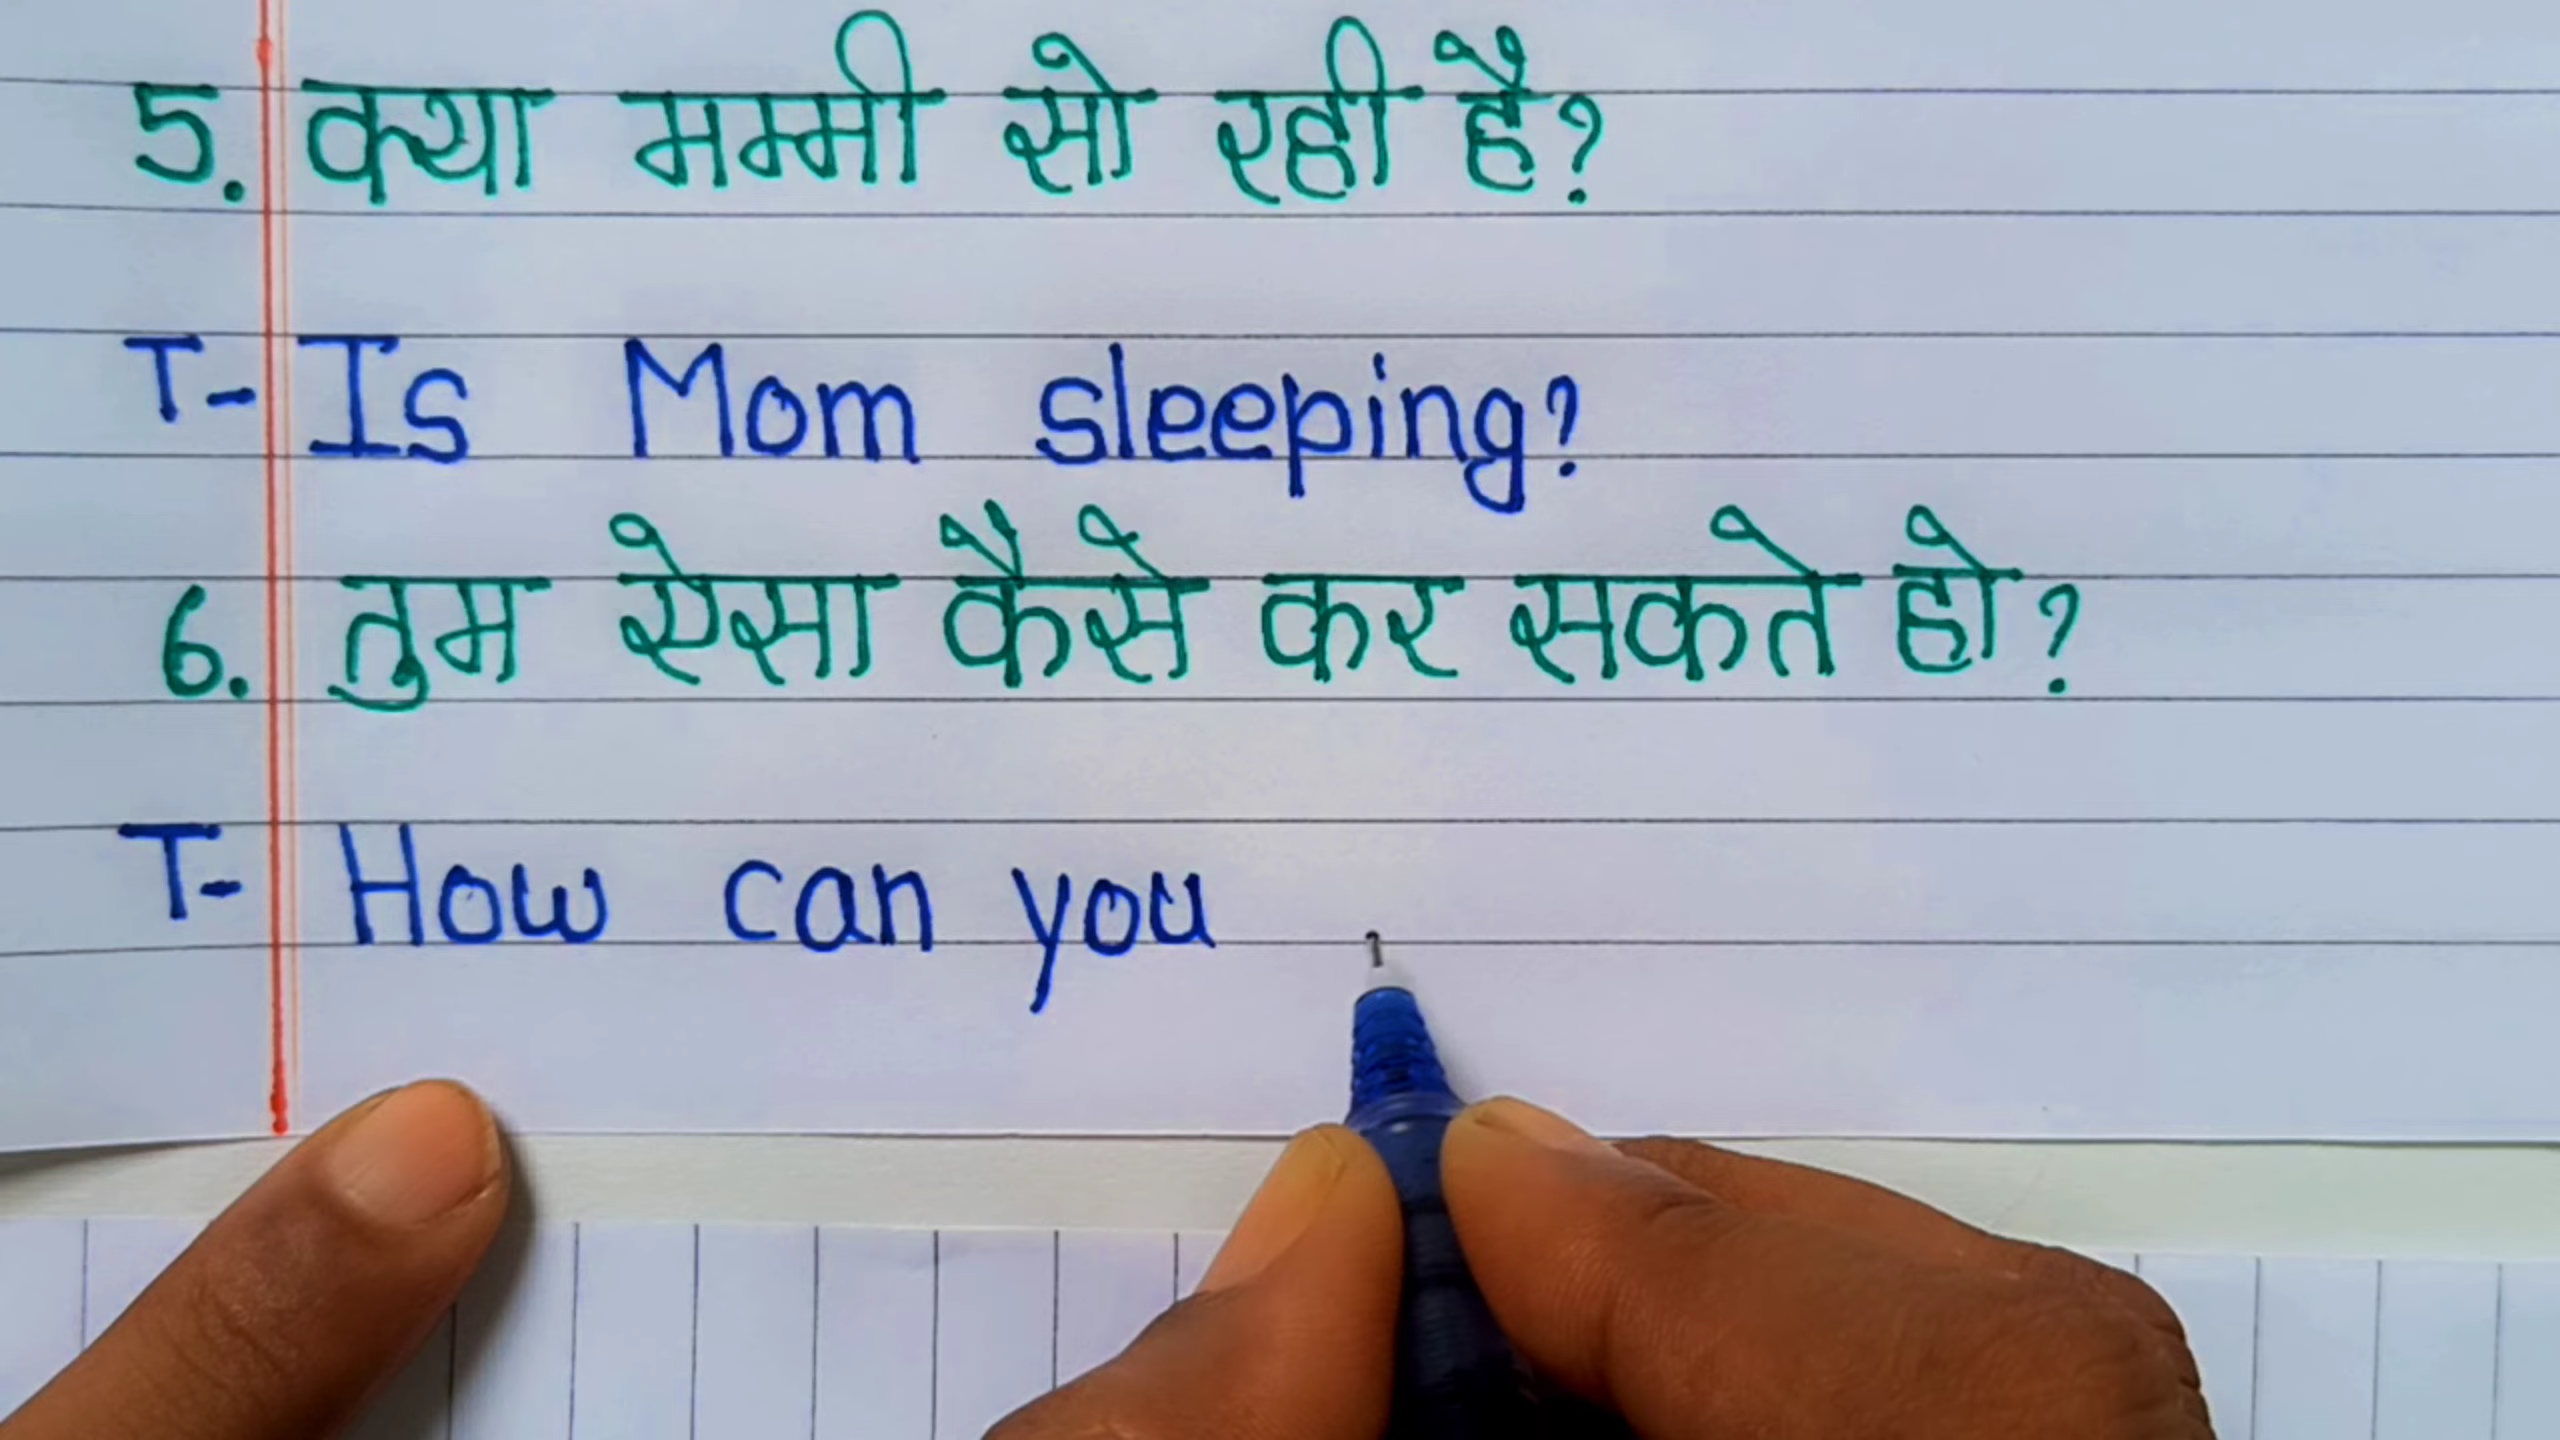 5. क्या मम्मी सो रही है?
T- Is Mom sleeping?
6. तुम ऐसा कैसे कर सकते हो?
T- How can you